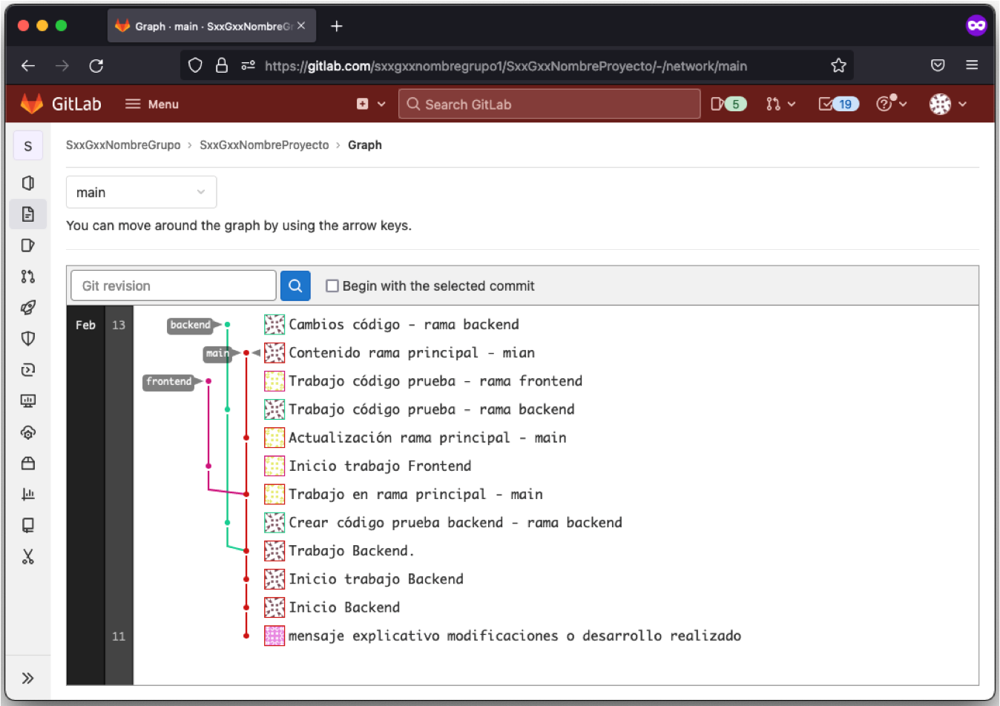 Graph · main · SxxGxxNombreGr
https://gitlab.com/sxxgxxnombregrupo1/SxxGxxNombreProyecto/-/network/main
GitLab Menu Search GitLab 5 19
S
SxxGxxNombreGrupo › SxxGxxNombreProyecto › Graph
main
You can move around the graph by using the arrow keys.
Git revision Begin with the selected commit
Feb 13 backend Cambios código - rama backend
main Contenido rama principal - mian
frontend Trabajo código prueba - rama frontend
Trabajo código prueba - rama backend
Actualización rama principal - main
Inicio trabajo Frontend
Trabajo en rama principal - main
Crear código prueba backend - rama backend
Trabajo Backend.
Inicio trabajo Backend
Inicio Backend
11 mensaje explicativo modificaciones o desarrollo realizado